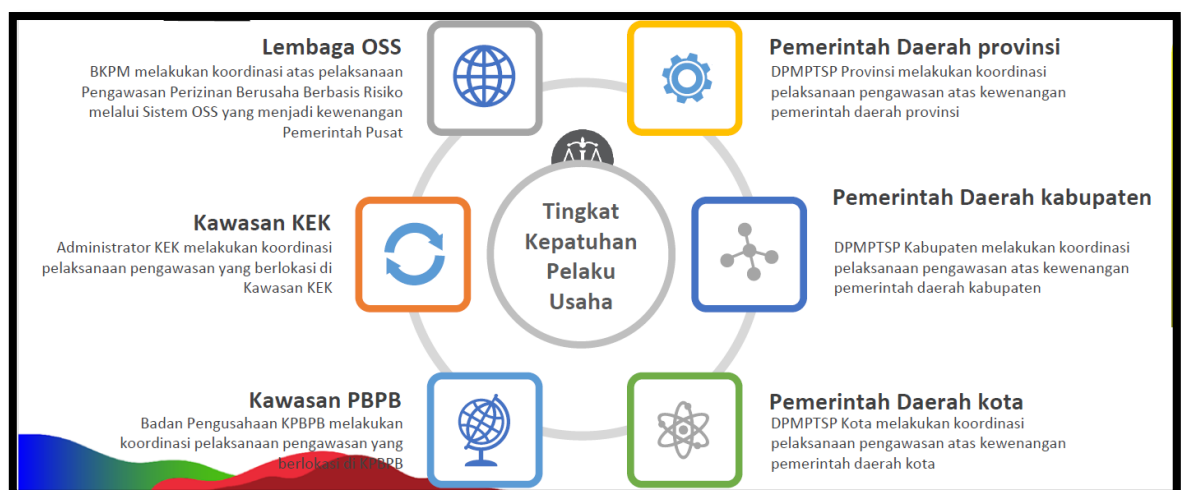 Lembaga OSS
BKPM melakukan koordinasi atas pelaksanaan
Pengawasan Perizinan Berusaha Berbasis Risiko
melalui Sistem OSS yang menjadi kewenangan
Pemerintah Pusat
Pemerintah Daerah provinsi
DPMPTSP Provinsi melakukan koordinasi
pelaksanaan pengawasan atas kewenangan
pemerintah daerah provinsi
Kawasan KEK
Administrator KEK melakukan koordinasi
pelaksanaan pengawasan yang berlokasi di
Kawasan KEK
Tingkat
Kepatuhan
Pelaku
Usaha
Pemerintah Daerah kabupaten
DPMPTSP Kabupaten melakukan koordinasi
pelaksanaan pengawasan atas kewenangan
pemerintah daerah kabupaten
Kawasan PBPB
Badan Pengusahaan KPBPB melakukan
koordinasi pelaksanaan pengawasan yang
berlokasi di KPBPB
Pemerintah Daerah kota
DPMPTSP Kota melakukan koordinasi
pelaksanaan pengawasan atas kewenangan
pemerintah daerah kota